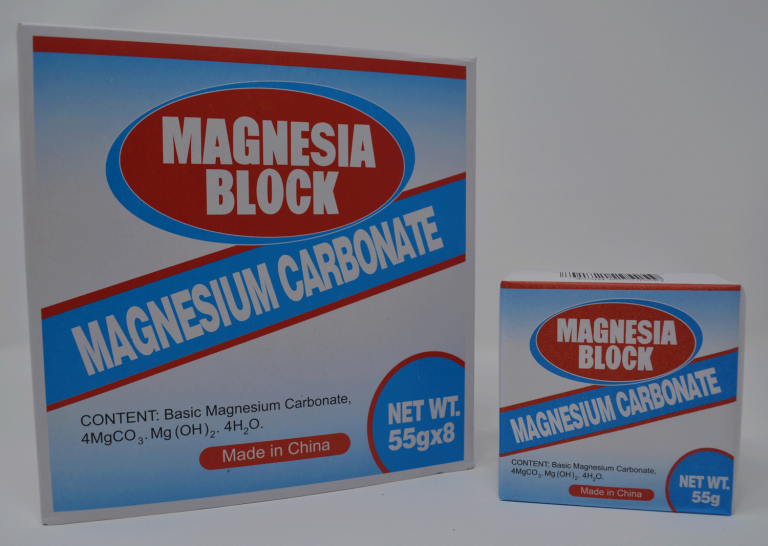 MAGNESIA
BLOCK
MAGNESIUM CARBONATE
CONTENT: Basic Magnesium Carbonate,
4MgCO₃. Mg (OH)₂. 4H₂O.
Made in China
NET WT.
55gx8
MAGNESIA
BLOCK
MAGNESIUM CARBONATE
CONTENT: Basic Magnesium Carbonate,
4MgCO₃. Mg (OH)₂. 4H₂O.
Made in China
NET WT.
55g